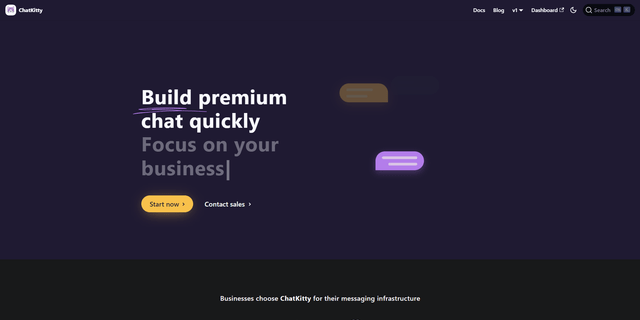 ChatKitty
Docs
Blog
v1
Dashboard
Search
Build premium
chat quickly
Focus on your
business|
Start now
Contact sales
Businesses choose ChatKitty for their messaging infrastructure